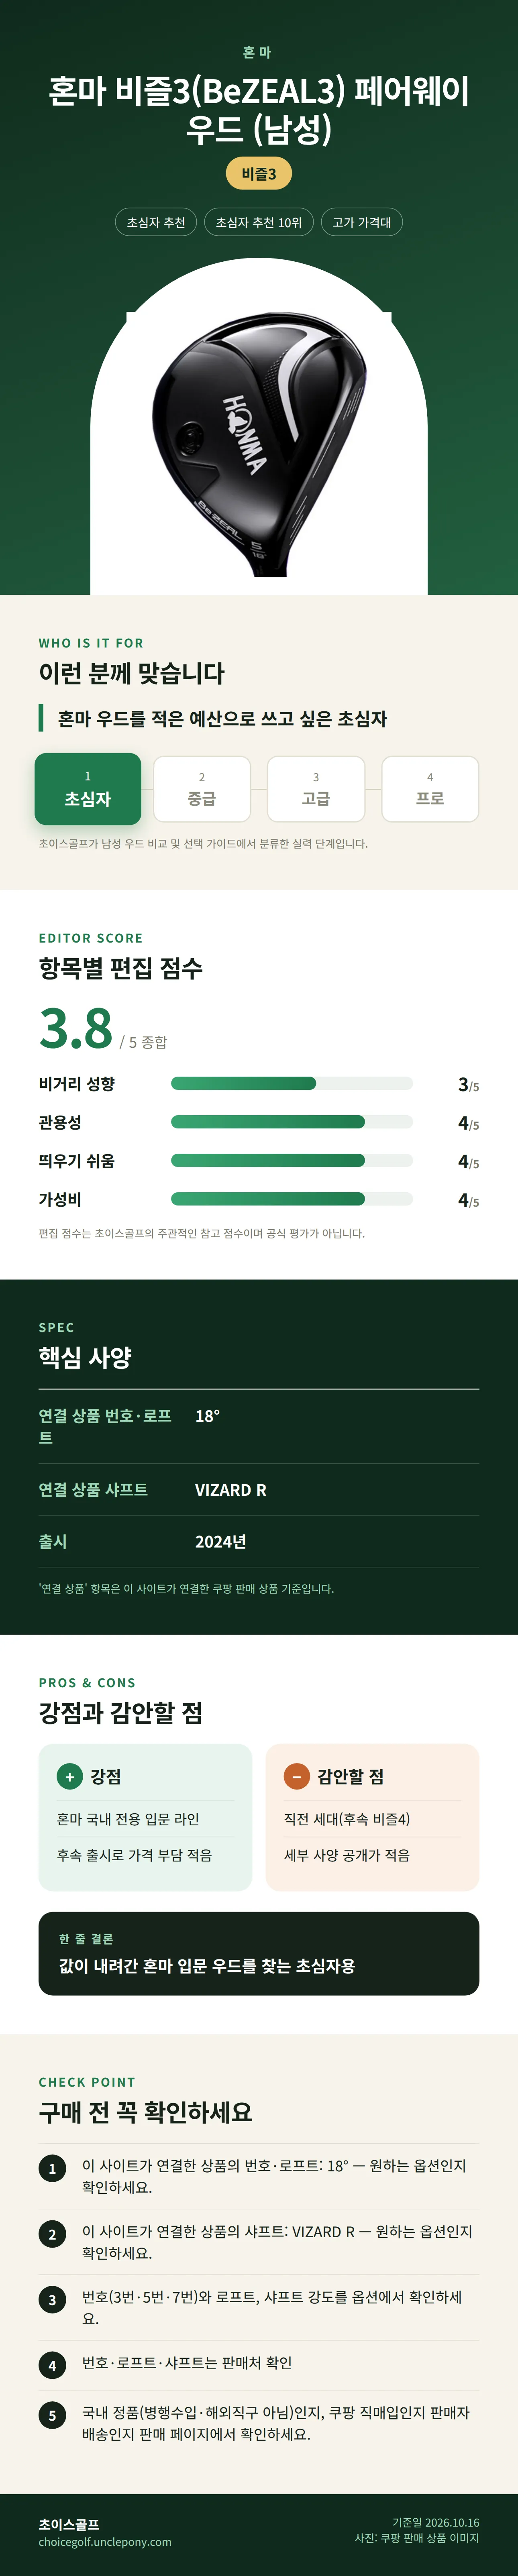 혼마
혼마 비즐3(BeZEAL3) 페어웨이
우드 (남성)
비즐3
초심자 추천
초심자 추천 10위
고가 가격대
HONMA
Be ZEAL
5
18°
WHO IS IT FOR
이런 분께 맞습니다
혼마 우드를 적은 예산으로 쓰고 싶은 초심자
1
초심자
2
중급
3
고급
4
프로
초이스골프가 남성 우드 비교 및 선택 가이드에서 분류한 실력 단계입니다.
EDITOR SCORE
항목별 편집 점수
3.8 / 5 종합
비거리 성향 3/5
관용성 4/5
띄우기 쉬움 4/5
가성비 4/5
편집 점수는 초이스골프의 주관적인 참고 점수이며 공식 평가가 아닙니다.
SPEC
핵심 사양
연결 상품 번호·로프 18°
트
연결 상품 샤프트 VIZARD R
출시 2024년
'연결 상품' 항목은 이 사이트가 연결한 쿠팡 판매 상품 기준입니다.
PROS & CONS
강점과 감안할 점
+ 강점
혼마 국내 전용 입문 라인
후속 출시로 가격 부담 적음
− 감안할 점
직전 세대(후속 비즐4)
세부 사양 공개가 적음
한 줄 결론
값이 내려간 혼마 입문 우드를 찾는 초심자용
CHECK POINT
구매 전 꼭 확인하세요
1 이 사이트가 연결한 상품의 번호·로프트: 18° — 원하는 옵션인지
확인하세요.
2 이 사이트가 연결한 상품의 샤프트: VIZARD R — 원하는 옵션인지
확인하세요.
3 번호(3번·5번·7번)와 로프트, 샤프트 강도를 옵션에서 확인하세
요.
4 번호·로프트·샤프트는 판매처 확인
5 국내 정품(병행수입·해외직구 아님)인지, 쿠팡 직매입인지 판매자
배송인지 판매 페이지에서 확인하세요.
초이스골프
choicegolf.unclepony.com
기준일 2026.10.16
사진: 쿠팡 판매 상품 이미지